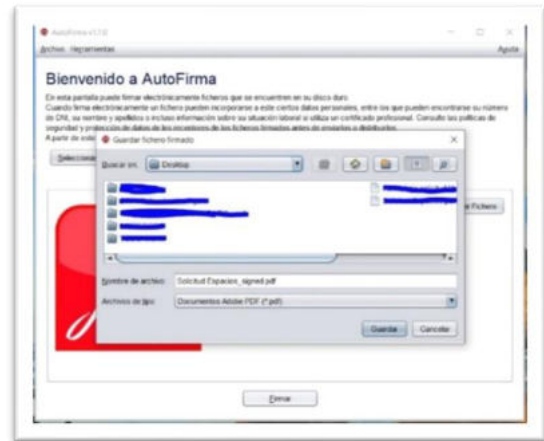 AutoFirma v1.7.0
Archivo Herramientas Ayuda
Bienvenido a AutoFirma
En esta pantalla puede firmar electrónicamente ficheros que se encuentren en su disco duro.
Cuando firma electrónicamente un fichero pueden incorporarse a este ciertos datos personales, entre los que pueden encontrarse su número
de DNI, su nombre y apellidos o incluso información sobre su situación laboral si utiliza un certificado profesional. Consulte las políticas de
seguridad y protección de datos de los receptores de los ficheros firmados antes de enviarlos o distribuirlos.
A partir de este
Guardar fichero firmado
Buscar en: Desktop
Fichero
Nombre de archivo: Solicitud Espacios_signed.pdf
Archivos de tipo: Documentos Adobe PDF (*.pdf)
Guardar Cancelar
Firmar